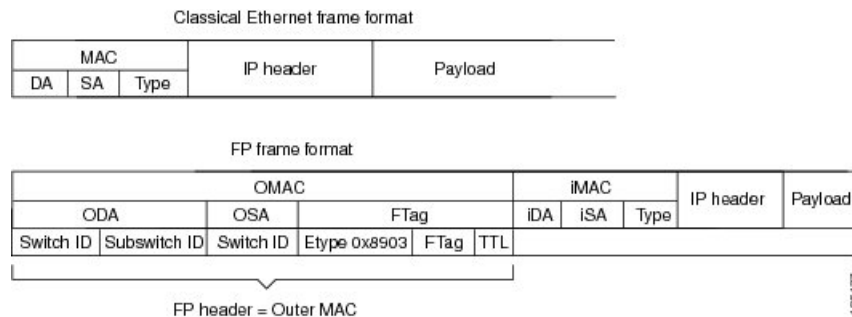 Classical Ethernet frame format
MAC
IP header
Payload
DA SA Type
FP frame format
OMAC
iMAC
IP header
Payload
ODA OSA FTag
iDA iSA Type
Switch ID Subswitch ID Switch ID Etype 0x8903 FTag TTL
FP header = Outer MAC